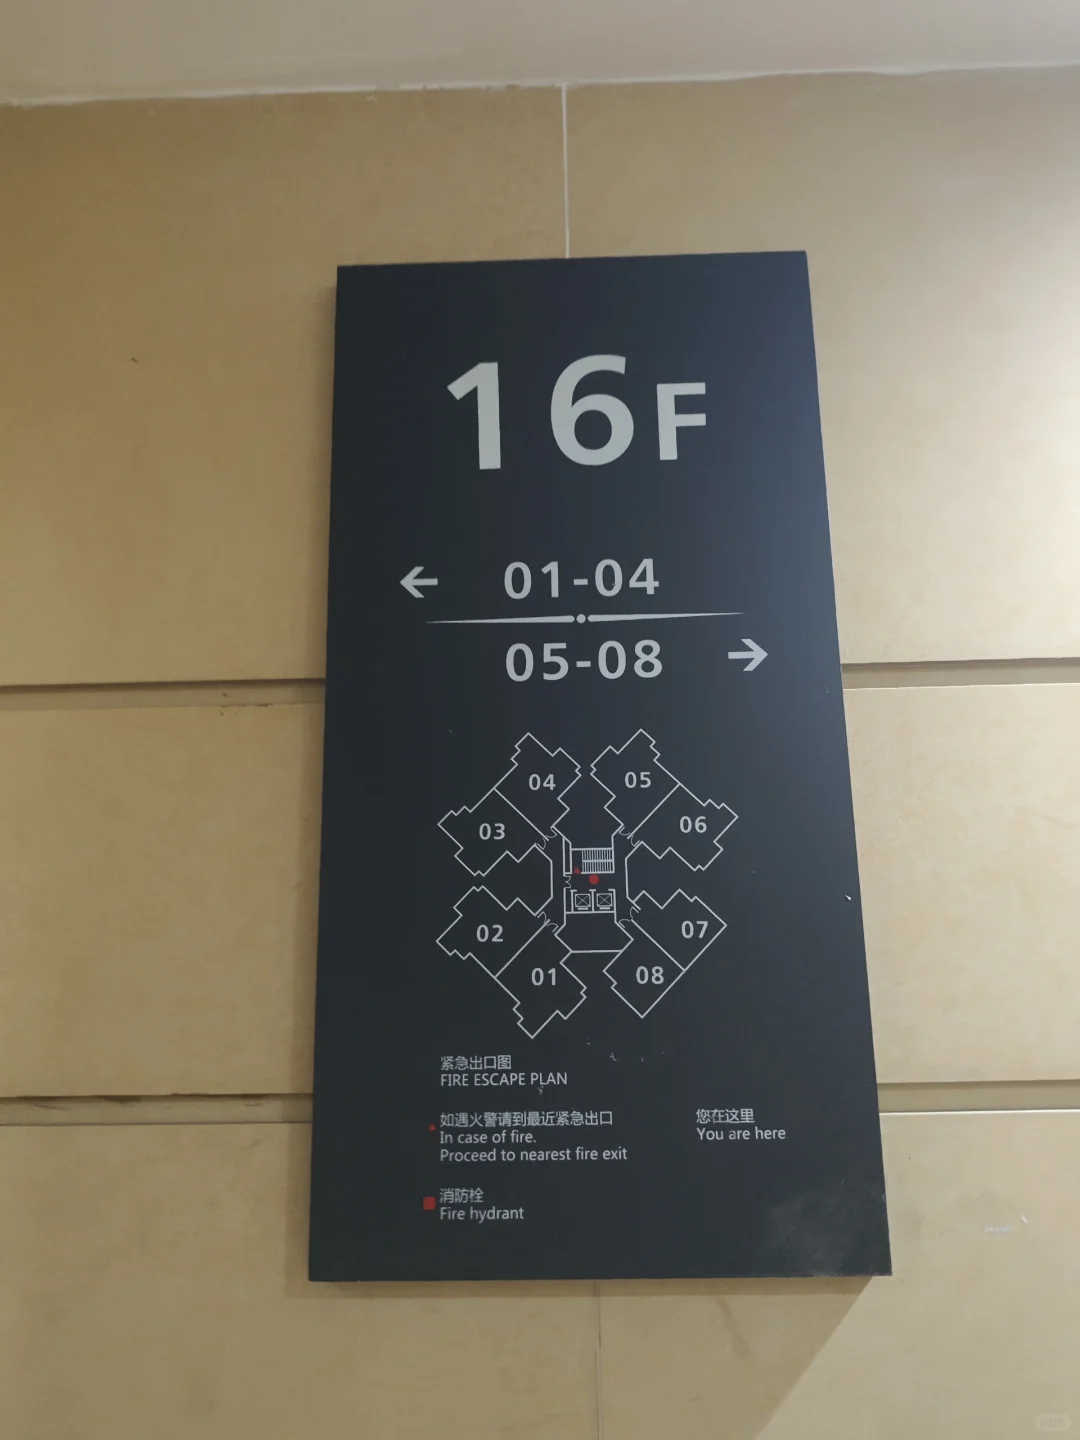 16F
01-04
05-08
04
05
03
06
02
07
01
08
紧急出口图
FIRE ESCAPE PLAN
如遇火警请到最近紧急出口
In case of fire.
Proceed to nearest fire exit
您在这里
You are here
消防栓
Fire hydrant